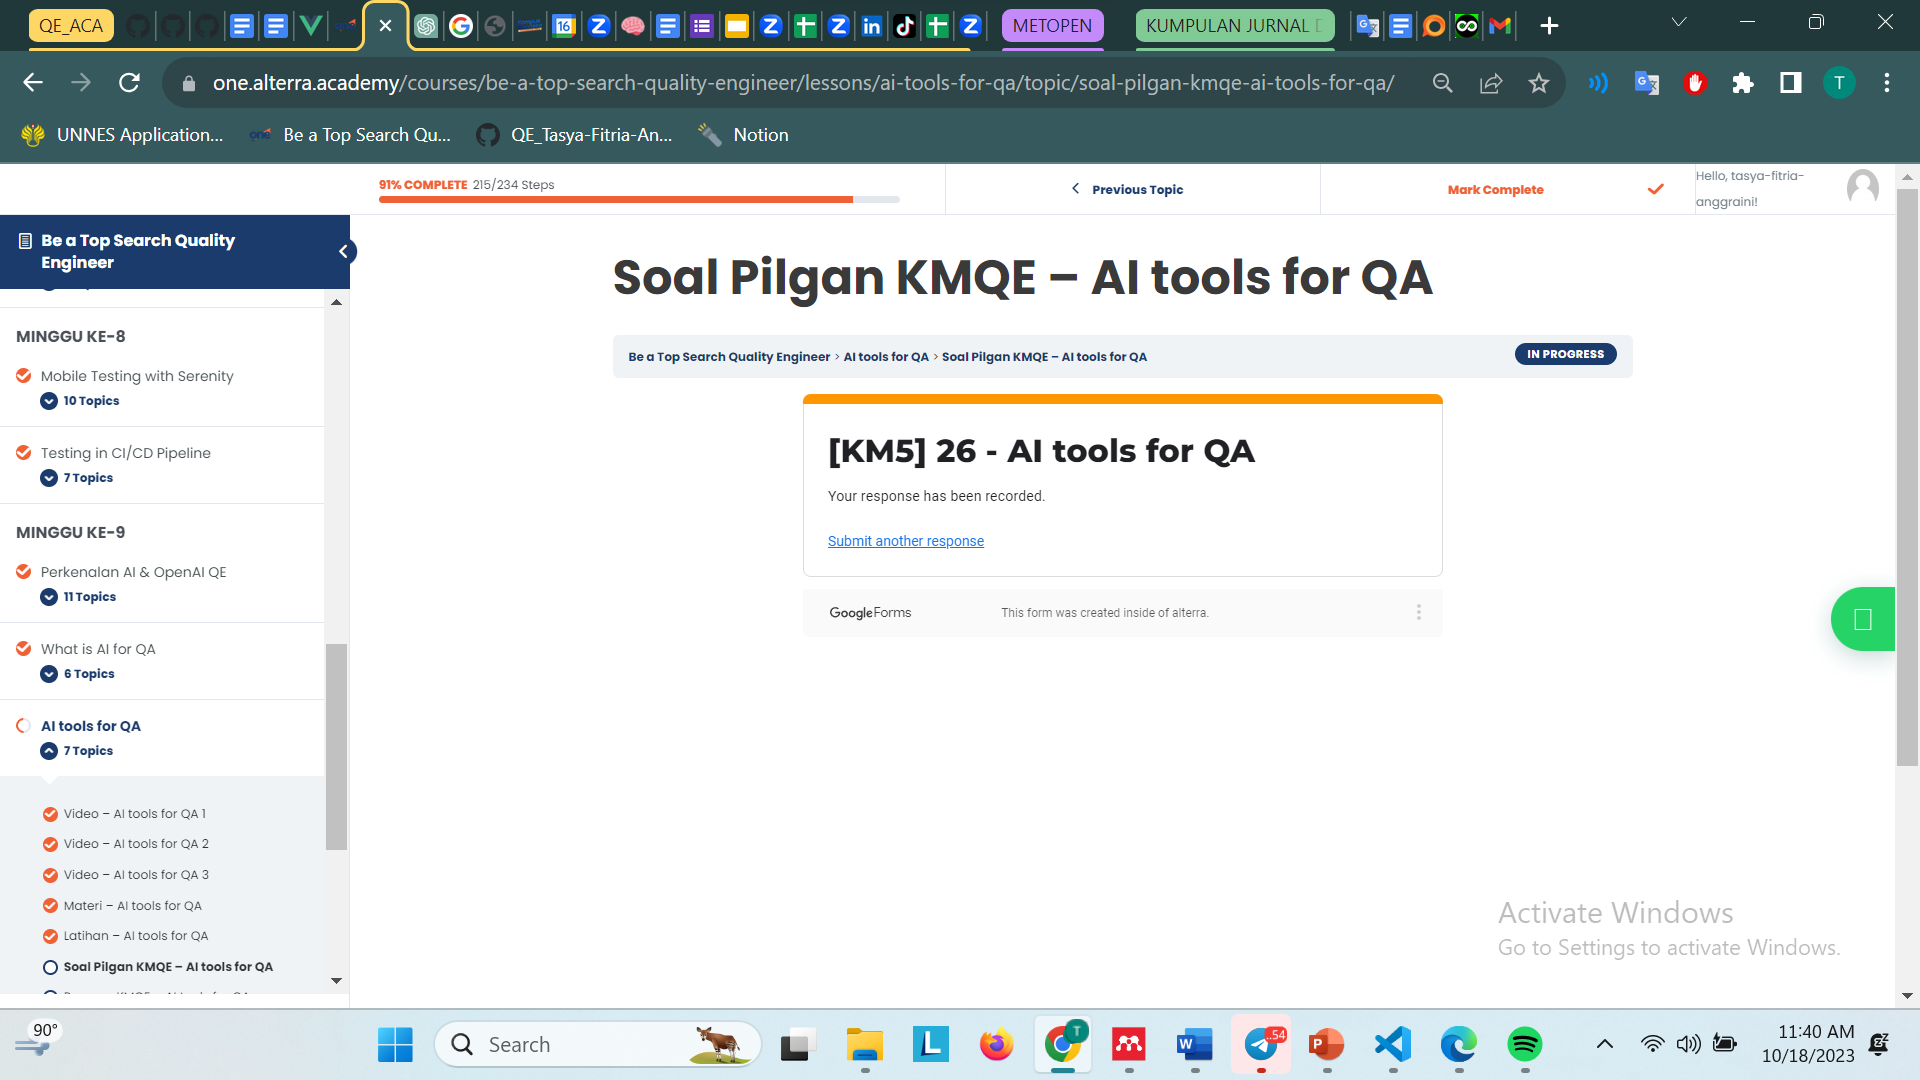 QE_ACA
METOPEN
KUMPULAN JURNAL
one.alterra.academy/courses/be-a-top-search-quality-engineer/lessons/ai-tools-for-qa/topic/soal-pilgan-kmqe-ai-tools-for-qa/
T
UNNES Application...
Be a Top Search Qu...
QE_Tasya-Fitria-An...
Notion
91% COMPLETE 215/234 Steps
Previous Topic
Mark Complete
Hello, tasya-fitria-
anggraini!
Be a Top Search Quality
Engineer
MINGGU KE-8
Mobile Testing with Serenity
10 Topics
Testing in CI/CD Pipeline
7 Topics
MINGGU KE-9
Perkenalan AI & OpenAI QE
11 Topics
What is AI for QA
6 Topics
AI tools for QA
7 Topics
Video – AI tools for QA 1
Video – AI tools for QA 2
Video – AI tools for QA 3
Materi – AI tools for QA
Latihan – AI tools for QA
Soal Pilgan KMQE – AI tools for QA
Soal Pilgan KMQE – AI tools for QA
Be a Top Search Quality Engineer > AI tools for QA > Soal Pilgan KMQE – AI tools for QA
IN PROGRESS
[KM5] 26 - AI tools for QA
Your response has been recorded.
Submit another response
Google Forms
This form was created inside of alterra.
Activate Windows
Go to Settings to activate Windows.
90°
Search
T
..54
11:40 AM
10/18/2023